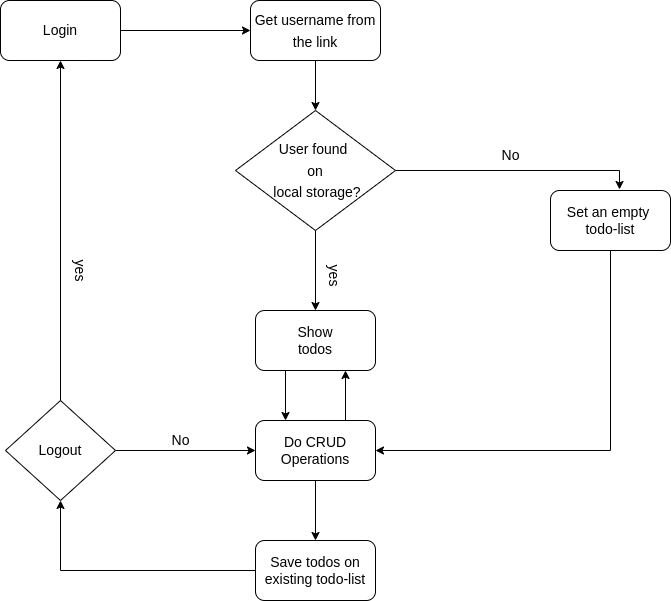 Login
Get username from
the link
User found
on
local storage?
No
Set an empty
todo-list
yes
yes
Show
todos
Logout
No
Do CRUD
Operations
Save todos on
existing todo-list